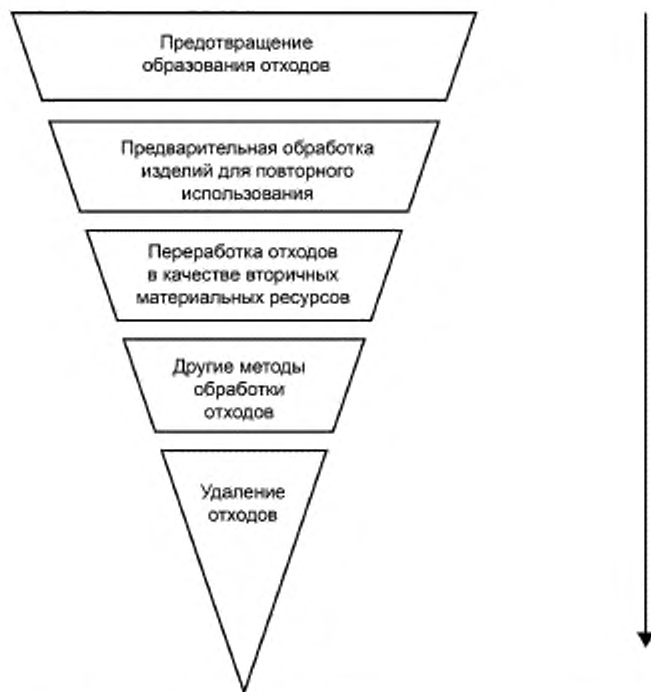 Предотвращение
образования отходов
Предварительная обработка
изделий для повторного
использования
Переработка отходов
в качестве вторичных
материальных ресурсов
Другие методы
обработки
отходов
Удаление
отходов